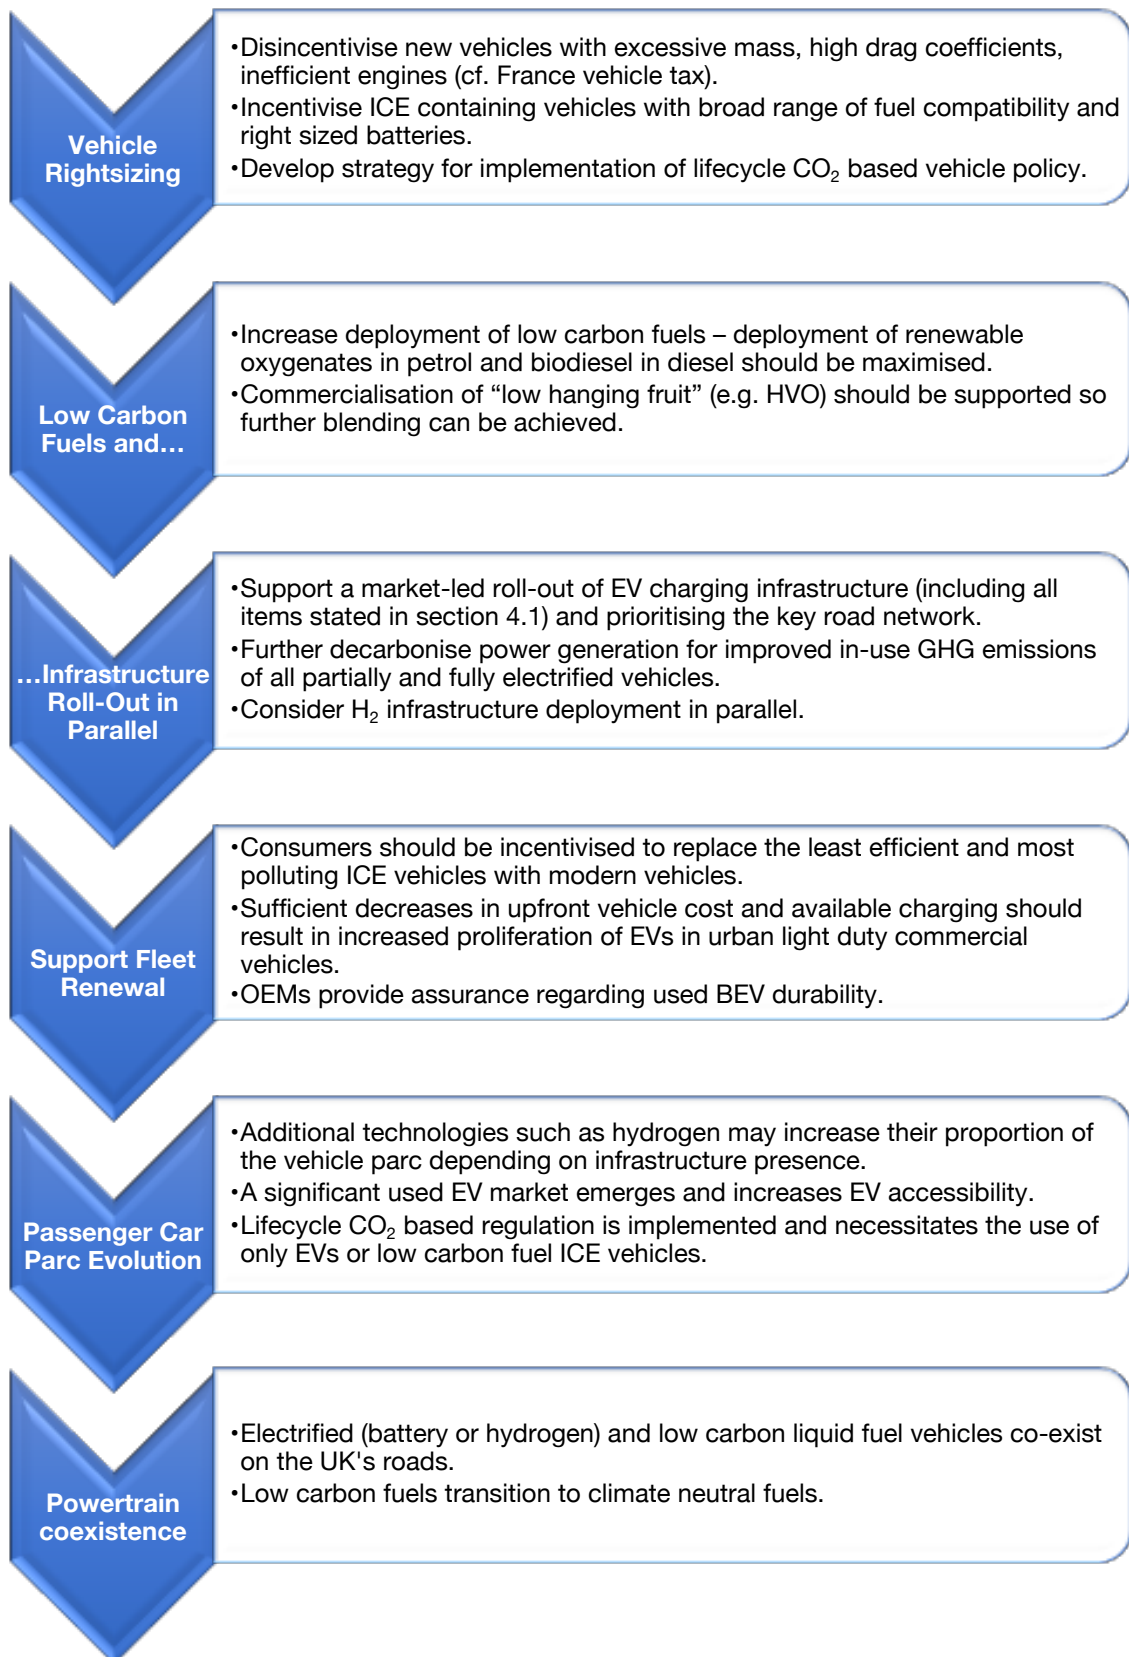 Vehicle
Rightsizing
•Disincentivise new vehicles with excessive mass, high drag coefficients,
inefficient engines (cf. France vehicle tax).
•Incentivise ICE containing vehicles with broad range of fuel compatibility and
right sized batteries.
•Develop strategy for implementation of lifecycle CO₂ based vehicle policy.
Low Carbon
Fuels and…
•Increase deployment of low carbon fuels – deployment of renewable
oxygenates in petrol and biodiesel in diesel should be maximised.
•Commercialisation of “low hanging fruit” (e.g. HVO) should be supported so
further blending can be achieved.
…Infrastructure
Roll-Out in
Parallel
•Support a market-led roll-out of EV charging infrastructure (including all
items stated in section 4.1) and prioritising the key road network.
•Further decarbonise power generation for improved in-use GHG emissions
of all partially and fully electrified vehicles.
•Consider H₂ infrastructure deployment in parallel.
Support Fleet
Renewal
•Consumers should be incentivised to replace the least efficient and most
polluting ICE vehicles with modern vehicles.
•Sufficient decreases in upfront vehicle cost and available charging should
result in increased proliferation of EVs in urban light duty commercial
vehicles.
•OEMs provide assurance regarding used BEV durability.
Passenger Car
Parc Evolution
•Additional technologies such as hydrogen may increase their proportion of
the vehicle parc depending on infrastructure presence.
•A significant used EV market emerges and increases EV accessibility.
•Lifecycle CO₂ based regulation is implemented and necessitates the use of
only EVs or low carbon fuel ICE vehicles.
Powertrain
coexistence
•Electrified (battery or hydrogen) and low carbon liquid fuel vehicles co-exist
on the UK's roads.
•Low carbon fuels transition to climate neutral fuels.